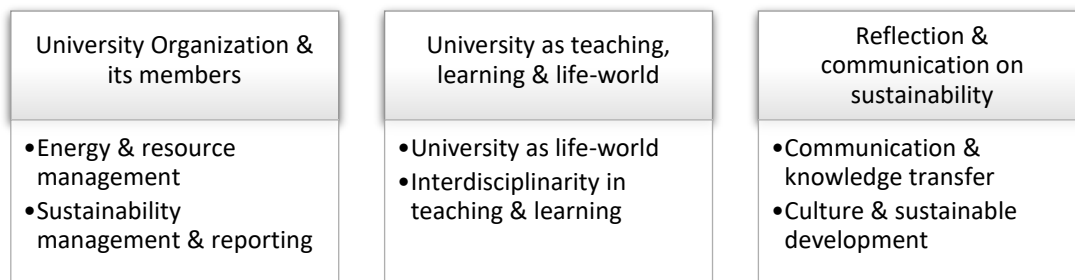 University Organization &
its members
•Energy & resource
management
•Sustainability
management & reporting
University as teaching,
learning & life-world
•University as life-world
•Interdisciplinarity in
teaching & learning
Reflection &
communication on
sustainability
•Communication &
knowledge transfer
•Culture & sustainable
development